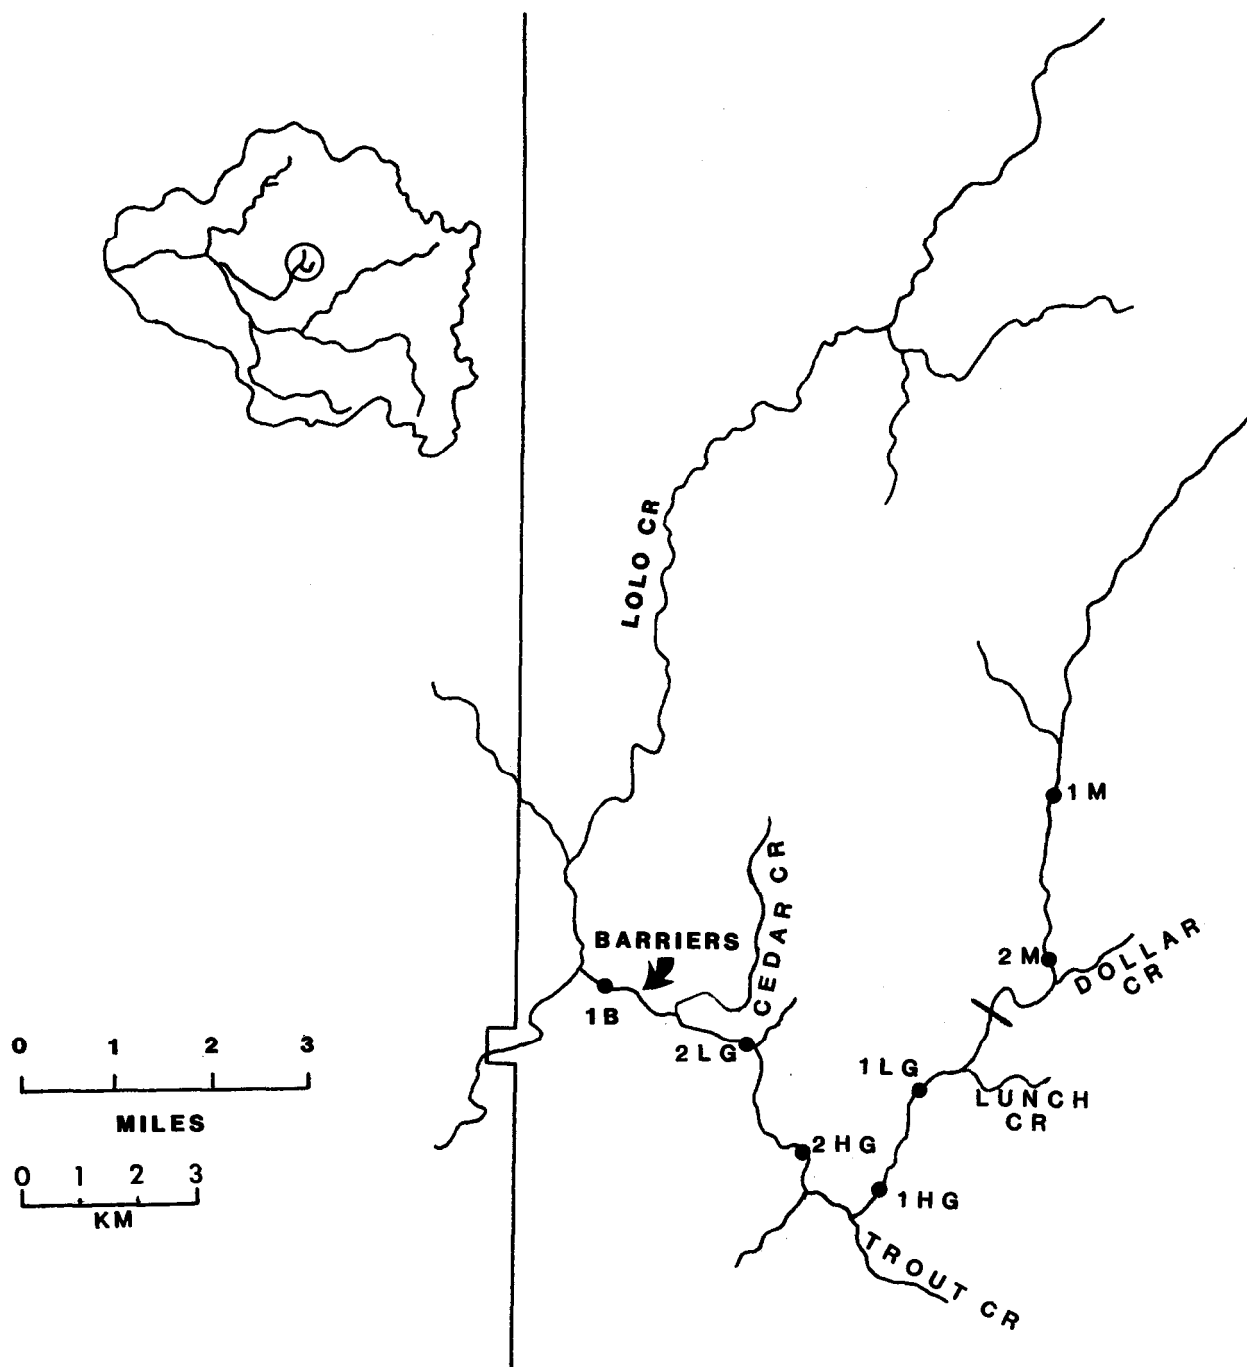 LOLO CR
1 M
CEDAR CR
BARRIERS
2 M
DOLLAR
CR
1B
2 L G
1 L G
LUNCH
CR
0 1 2 3
MILES
2 H G
0 1 2 3
KM
1 H G
TROUT CR